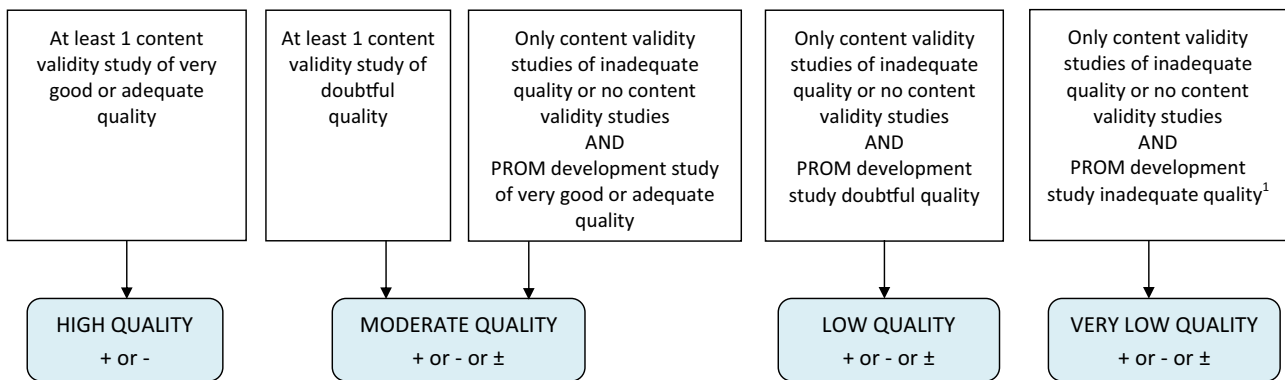 At least 1 content
validity study of very
good or adequate
quality
At least 1 content
validity study of
doubtful
quality
Only content validity
studies of inadequate
quality or no content
validity studies
AND
PROM development study
of very good or adequate
quality
Only content validity
studies of inadequate
quality or no content
validity studies
AND
PROM development
study doubtful quality
Only content validity
studies of inadequate
quality or no content
validity studies
AND
PROM development
study inadequate quality¹
HIGH QUALITY
+ or -
MODERATE QUALITY
+ or - or ±
LOW QUALITY
+ or - or ±
VERY LOW QUALITY
+ or - or ±